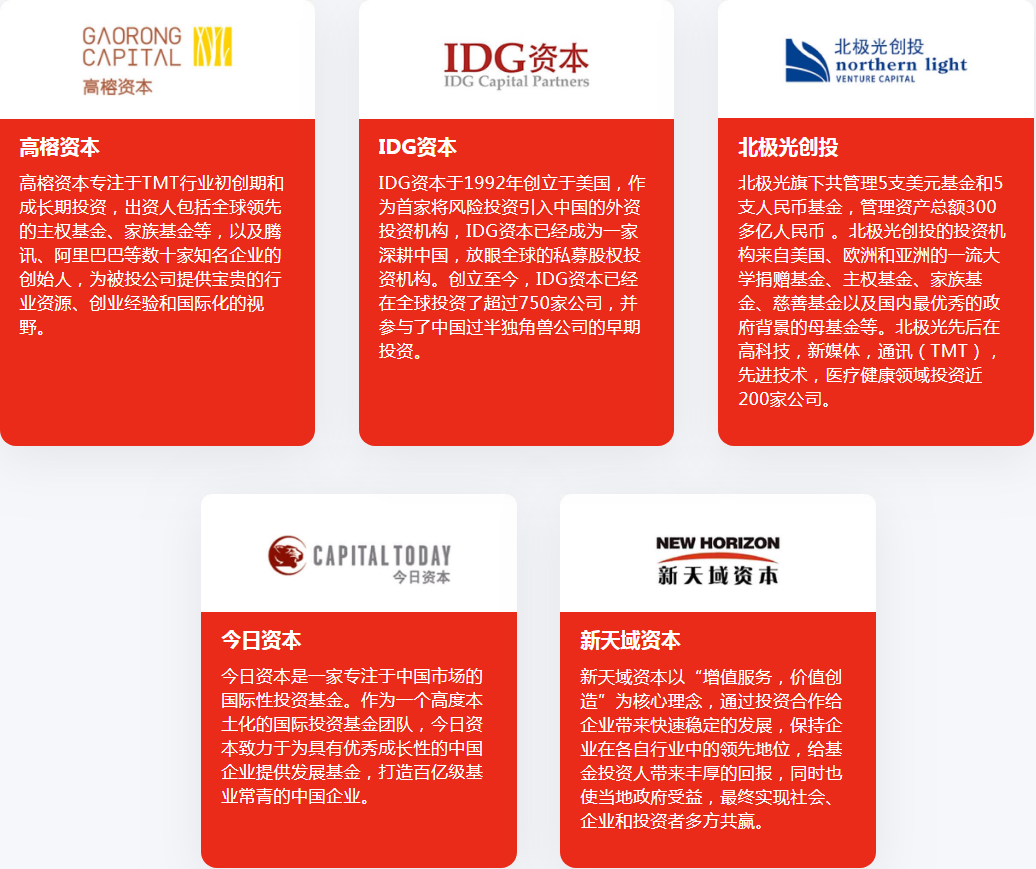 GAORONG
CAPITAL
高榕资本
高榕资本
高榕资本专注于TMT行业初创期和
成长期投资，出资人包括全球领先
的主权基金、家族基金等，以及腾
讯、阿里巴巴等数十家知名企业的
创始人，为被投公司提供宝贵的行
业资源、创业经验和国际化的视
野。
IDG资本
IDG Capital Partners
IDG资本
IDG资本于1992年创立于美国，作
为首家将风险投资引入中国的外资
投资机构，IDG资本已经成为一家
深耕中国，放眼全球的私募股权投
资机构。创立至今，IDG资本已经
在全球投资了超过750家公司，并
参与了中国过半独角兽公司的早期
投资。
北极光创投
northern light
VENTURE CAPITAL
北极光创投
北极光旗下共管理5支美元基金和5
支人民币基金，管理资产总额300
多亿人民币 。北极光创投的投资机
构来自美国、欧洲和亚洲的一流大
学捐赠基金、主权基金、家族基
金、慈善基金以及国内最优秀的政
府背景的母基金等。北极光先后在
高科技，新媒体，通讯（TMT），
先进技术，医疗健康领域投资近
200家公司。
CAPITAL TODAY
今日资本
今日资本
今日资本是一家专注于中国市场的
国际性投资基金。作为一个高度本
土化的国际投资基金团队，今日资
本致力于为具有优秀成长性的中国
企业提供发展基金，打造百亿级基
业常青的中国企业。
NEW HORIZON
新天域资本
新天域资本
新天域资本以“增值服务，价值创
造”为核心理念，通过投资合作给
企业带来快速稳定的发展，保持企
业在各自行业中的领先地位，给基
金投资人带来丰厚的回报，同时也
使当地政府受益，最终实现社会、
企业和投资者多方共赢。